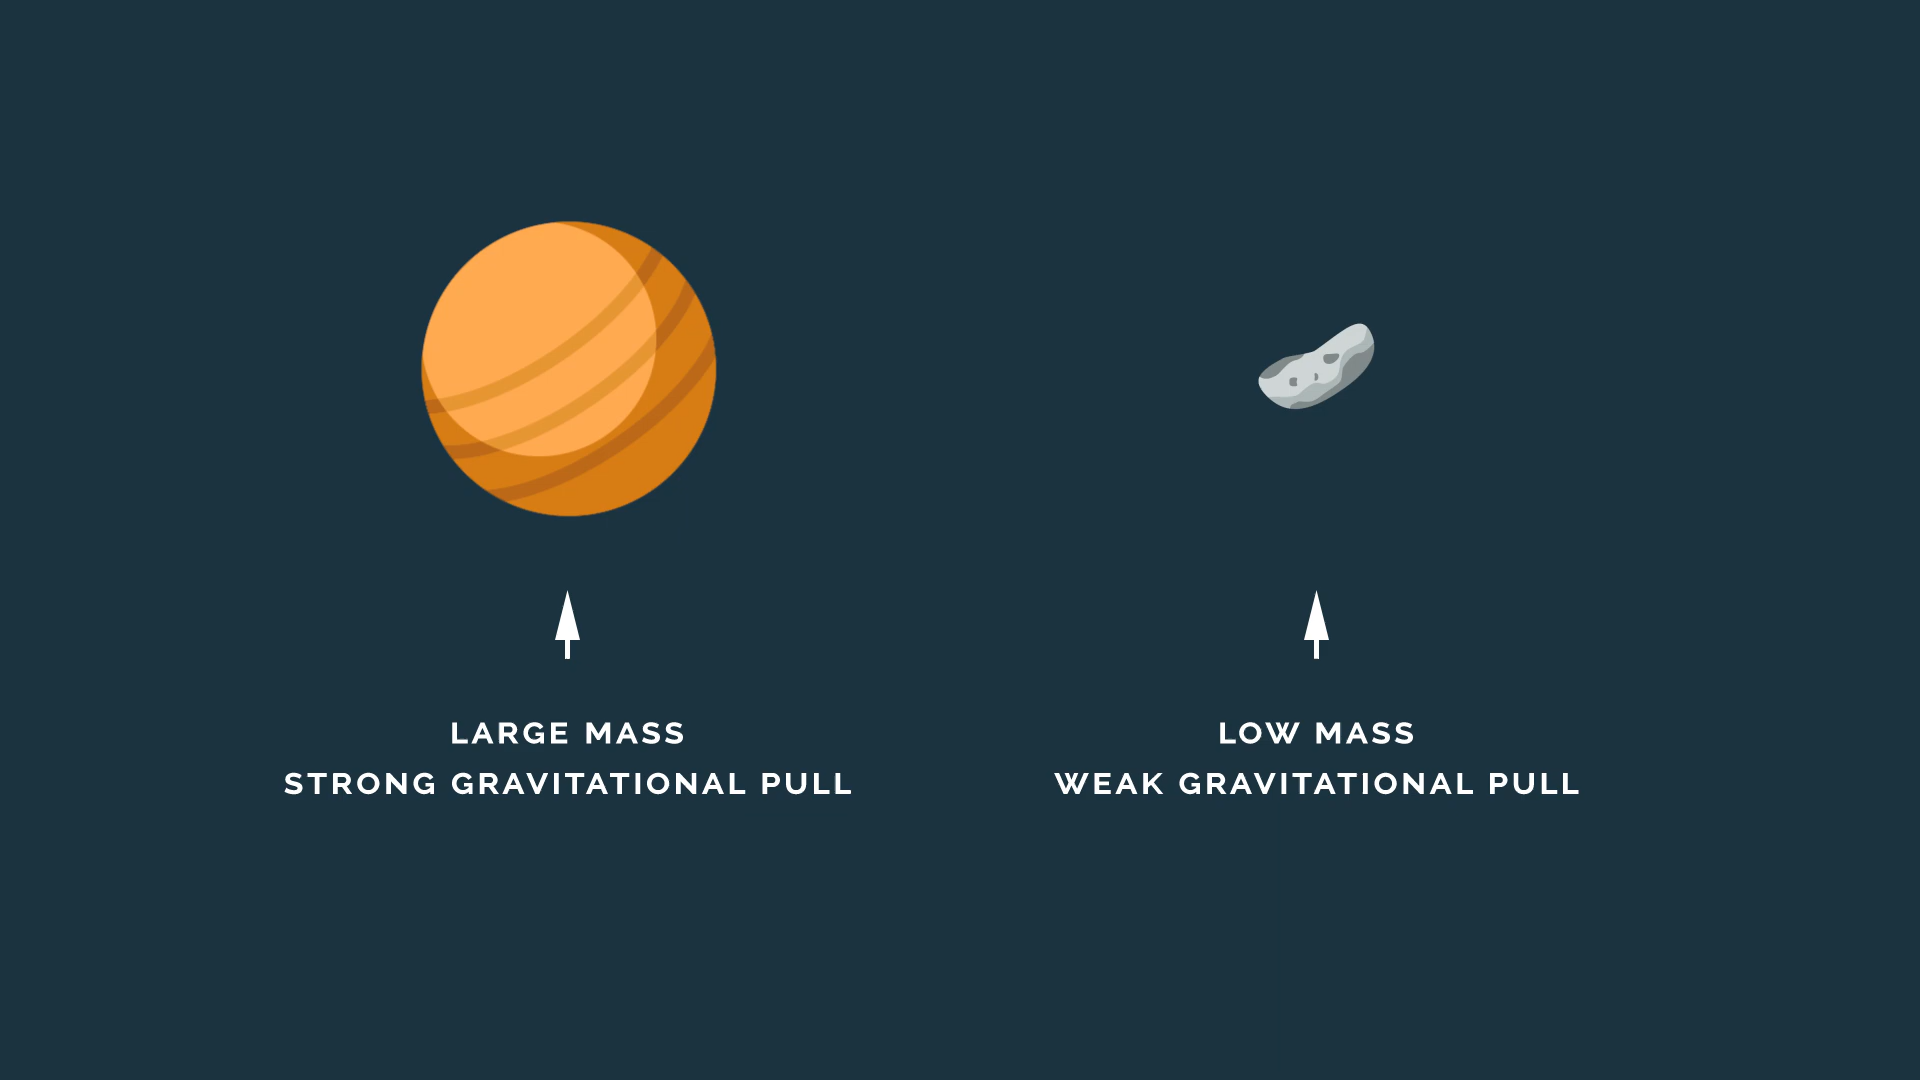 LARGE MASS
STRONG GRAVITATIONAL PULL
LOW MASS
WEAK GRAVITATIONAL PULL